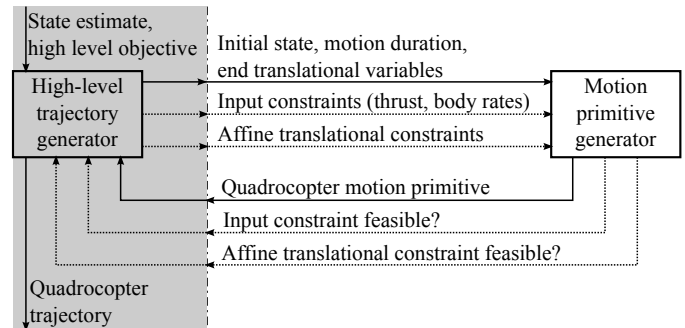 State estimate,
high level objective
Initial state, motion duration,
end translational variables
High-level
trajectory
generator
Input constraints (thrust, body rates)
Affine translational constraints
Motion
primitive
generator
Quadrocopter motion primitive
Input constraint feasible?
Affine translational constraint feasible?
Quadrocopter
trajectory